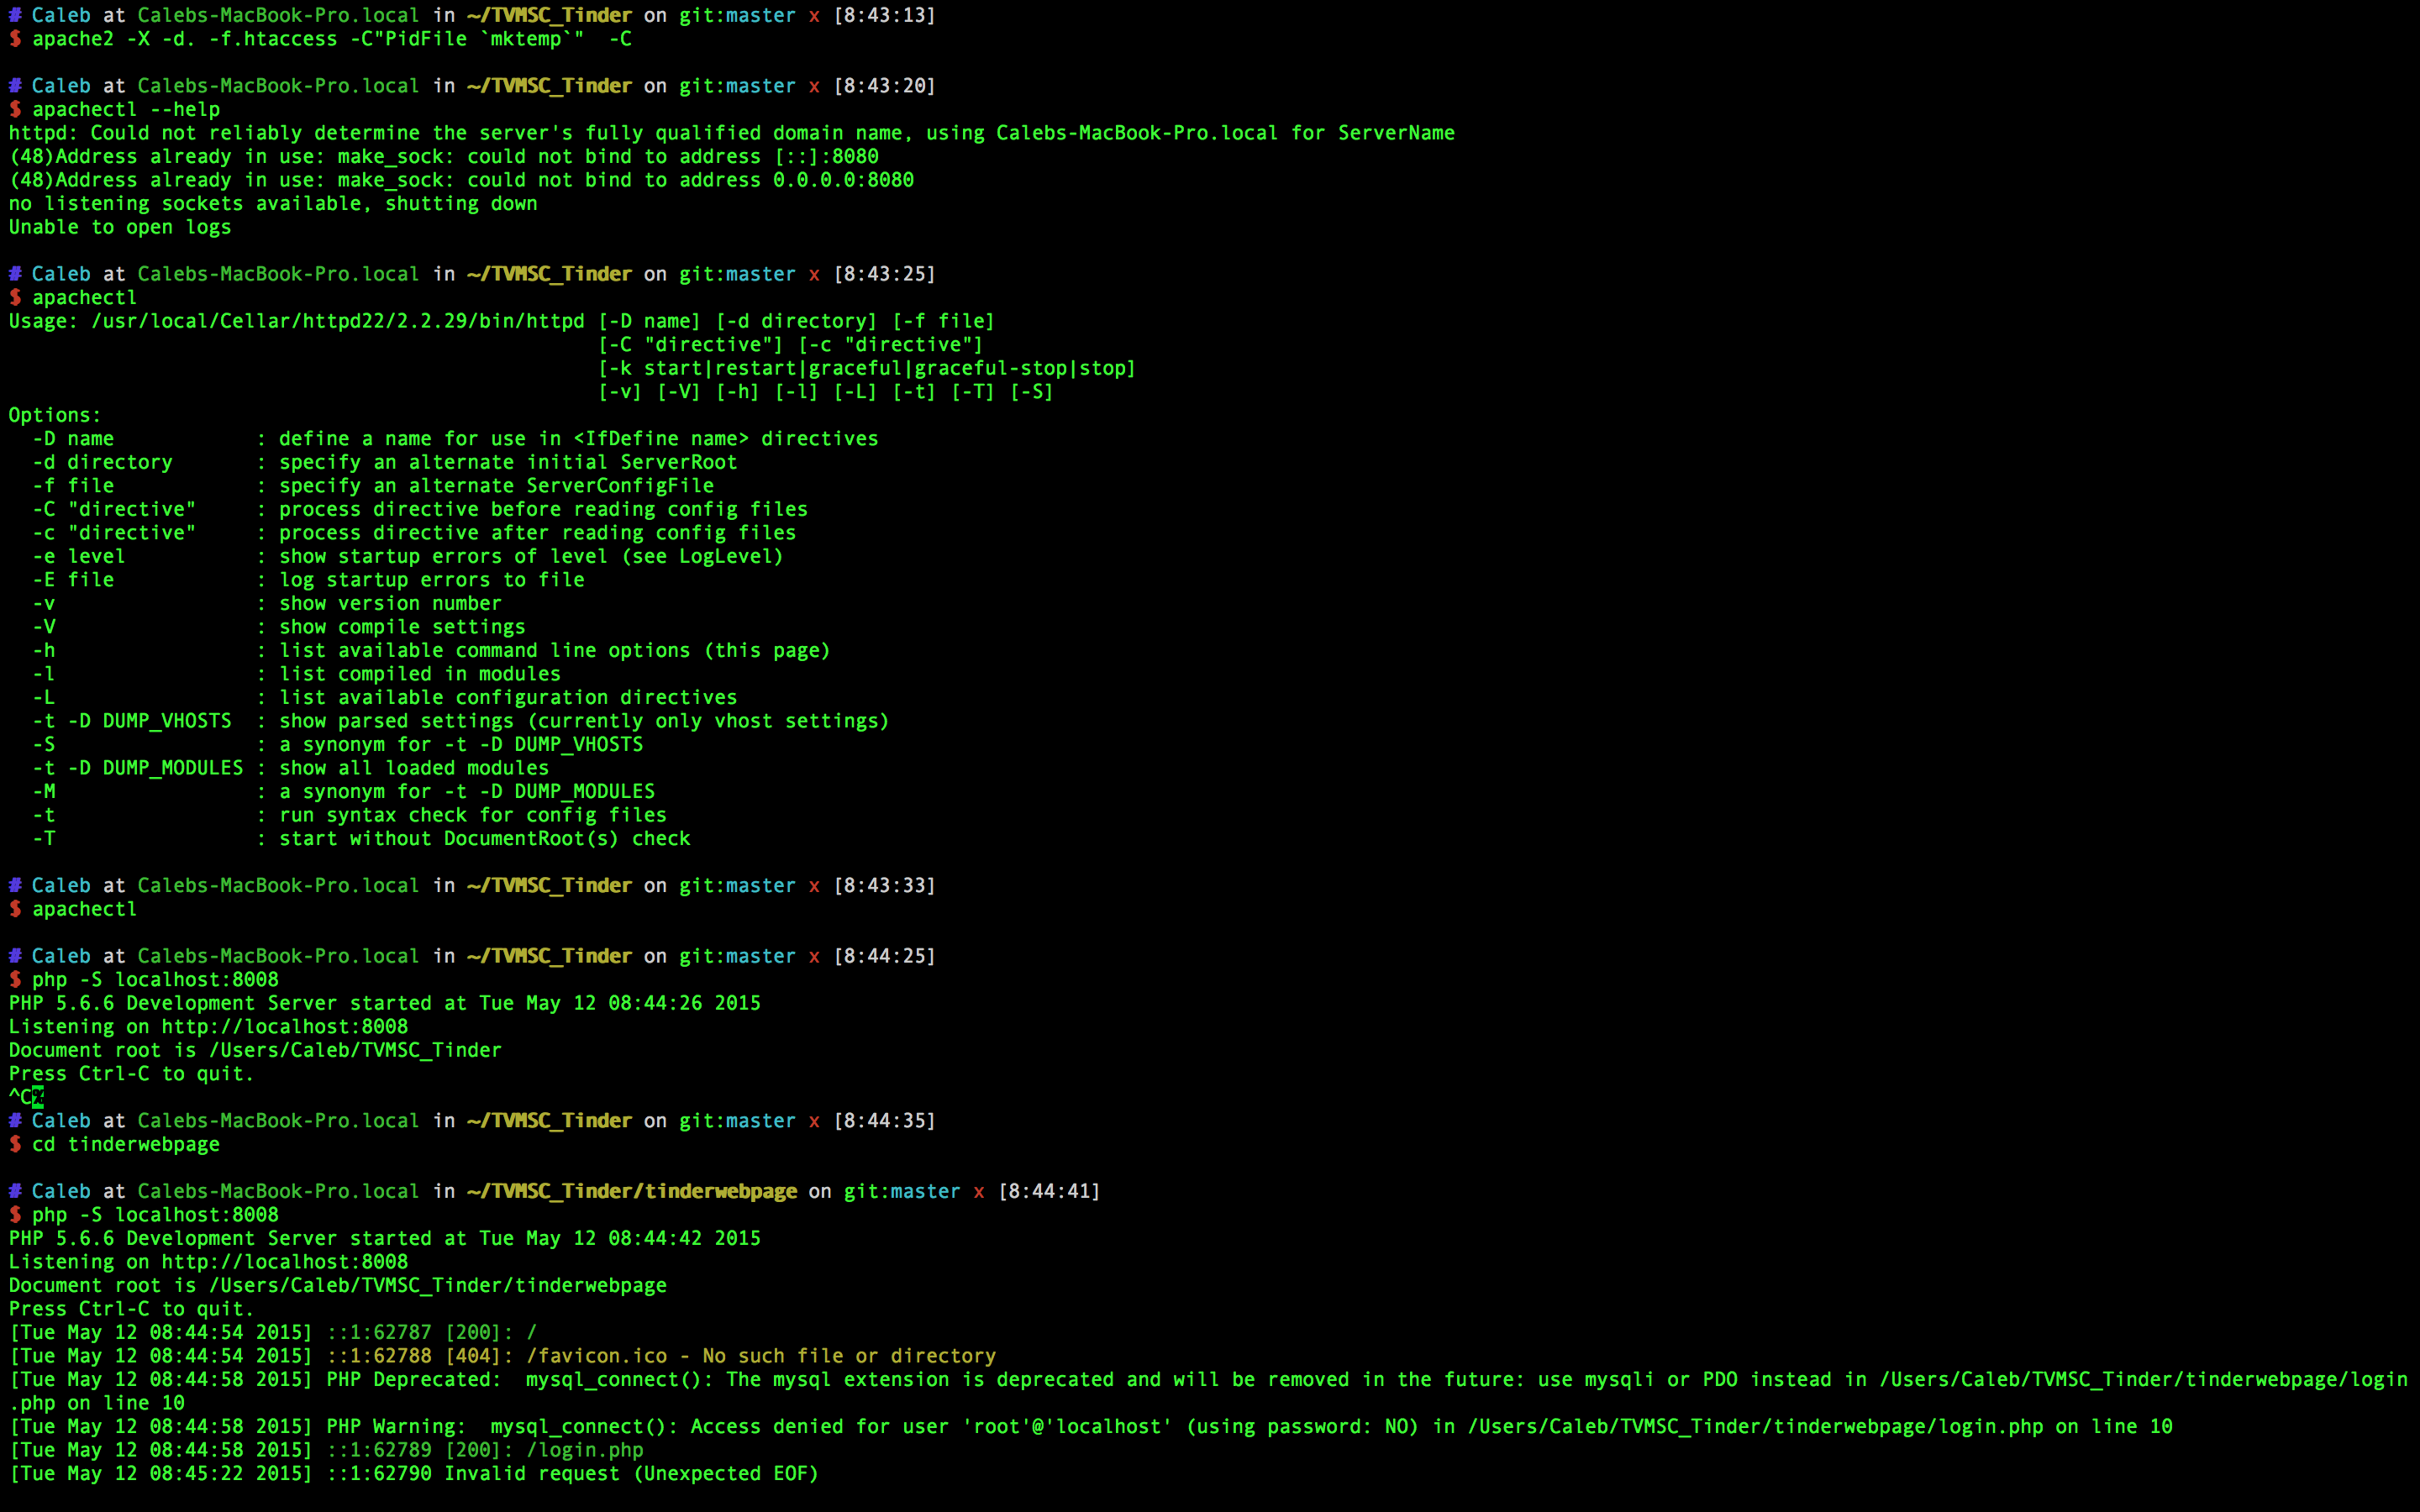 # Caleb at Calebs-MacBook-Pro.local in ~/TVMSC_Tinder on git:master x [8:43:13]
$ apache2 -X -d. -f.htaccess -C"PidFile `mktemp`"  -C

# Caleb at Calebs-MacBook-Pro.local in ~/TVMSC_Tinder on git:master x [8:43:20]
$ apachectl --help
httpd: Could not reliably determine the server's fully qualified domain name, using Calebs-MacBook-Pro.local for ServerName
(48)Address already in use: make_sock: could not bind to address [::]:8080
(48)Address already in use: make_sock: could not bind to address 0.0.0.0:8080
no listening sockets available, shutting down
Unable to open logs

# Caleb at Calebs-MacBook-Pro.local in ~/TVMSC_Tinder on git:master x [8:43:25]
$ apachectl
Usage: /usr/local/Cellar/httpd22/2.2.29/bin/httpd [-D name] [-d directory] [-f file]
                                                  [-C "directive"] [-c "directive"]
                                                  [-k start|restart|graceful|graceful-stop|stop]
                                                  [-v] [-V] [-h] [-l] [-L] [-t] [-T] [-S]
Options:
  -D name            : define a name for use in <IfDefine name> directives
  -d directory       : specify an alternate initial ServerRoot
  -f file            : specify an alternate ServerConfigFile
  -C "directive"     : process directive before reading config files
  -c "directive"     : process directive after reading config files
  -e level           : show startup errors of level (see LogLevel)
  -E file            : log startup errors to file
  -v                 : show version number
  -V                 : show compile settings
  -h                 : list available command line options (this page)
  -l                 : list compiled in modules
  -L                 : list available configuration directives
  -t -D DUMP_VHOSTS  : show parsed settings (currently only vhost settings)
  -S                 : a synonym for -t -D DUMP_VHOSTS
  -t -D DUMP_MODULES : show all loaded modules
  -M                 : a synonym for -t -D DUMP_MODULES
  -t                 : run syntax check for config files
  -T                 : start without DocumentRoot(s) check

# Caleb at Calebs-MacBook-Pro.local in ~/TVMSC_Tinder on git:master x [8:43:33]
$ apachectl

# Caleb at Calebs-MacBook-Pro.local in ~/TVMSC_Tinder on git:master x [8:44:25]
$ php -S localhost:8008
PHP 5.6.6 Development Server started at Tue May 12 08:44:26 2015
Listening on http://localhost:8008
Document root is /Users/Caleb/TVMSC_Tinder
Press Ctrl-C to quit.
^C
# Caleb at Calebs-MacBook-Pro.local in ~/TVMSC_Tinder on git:master x [8:44:35]
$ cd tinderwebpage

# Caleb at Calebs-MacBook-Pro.local in ~/TVMSC_Tinder/tinderwebpage on git:master x [8:44:41]
$ php -S localhost:8008
PHP 5.6.6 Development Server started at Tue May 12 08:44:42 2015
Listening on http://localhost:8008
Document root is /Users/Caleb/TVMSC_Tinder/tinderwebpage
Press Ctrl-C to quit.
[Tue May 12 08:44:54 2015] ::1:62787 [200]: /
[Tue May 12 08:44:54 2015] ::1:62788 [404]: /favicon.ico - No such file or directory
[Tue May 12 08:44:58 2015] PHP Deprecated:  mysql_connect(): The mysql extension is deprecated and will be removed in the future: use mysqli or PDO instead in /Users/Caleb/TVMSC_Tinder/tinderwebpage/login
.php on line 10
[Tue May 12 08:44:58 2015] PHP Warning:  mysql_connect(): Access denied for user 'root'@'localhost' (using password: NO) in /Users/Caleb/TVMSC_Tinder/tinderwebpage/login.php on line 10
[Tue May 12 08:44:58 2015] ::1:62789 [200]: /login.php
[Tue May 12 08:45:22 2015] ::1:62790 Invalid request (Unexpected EOF)